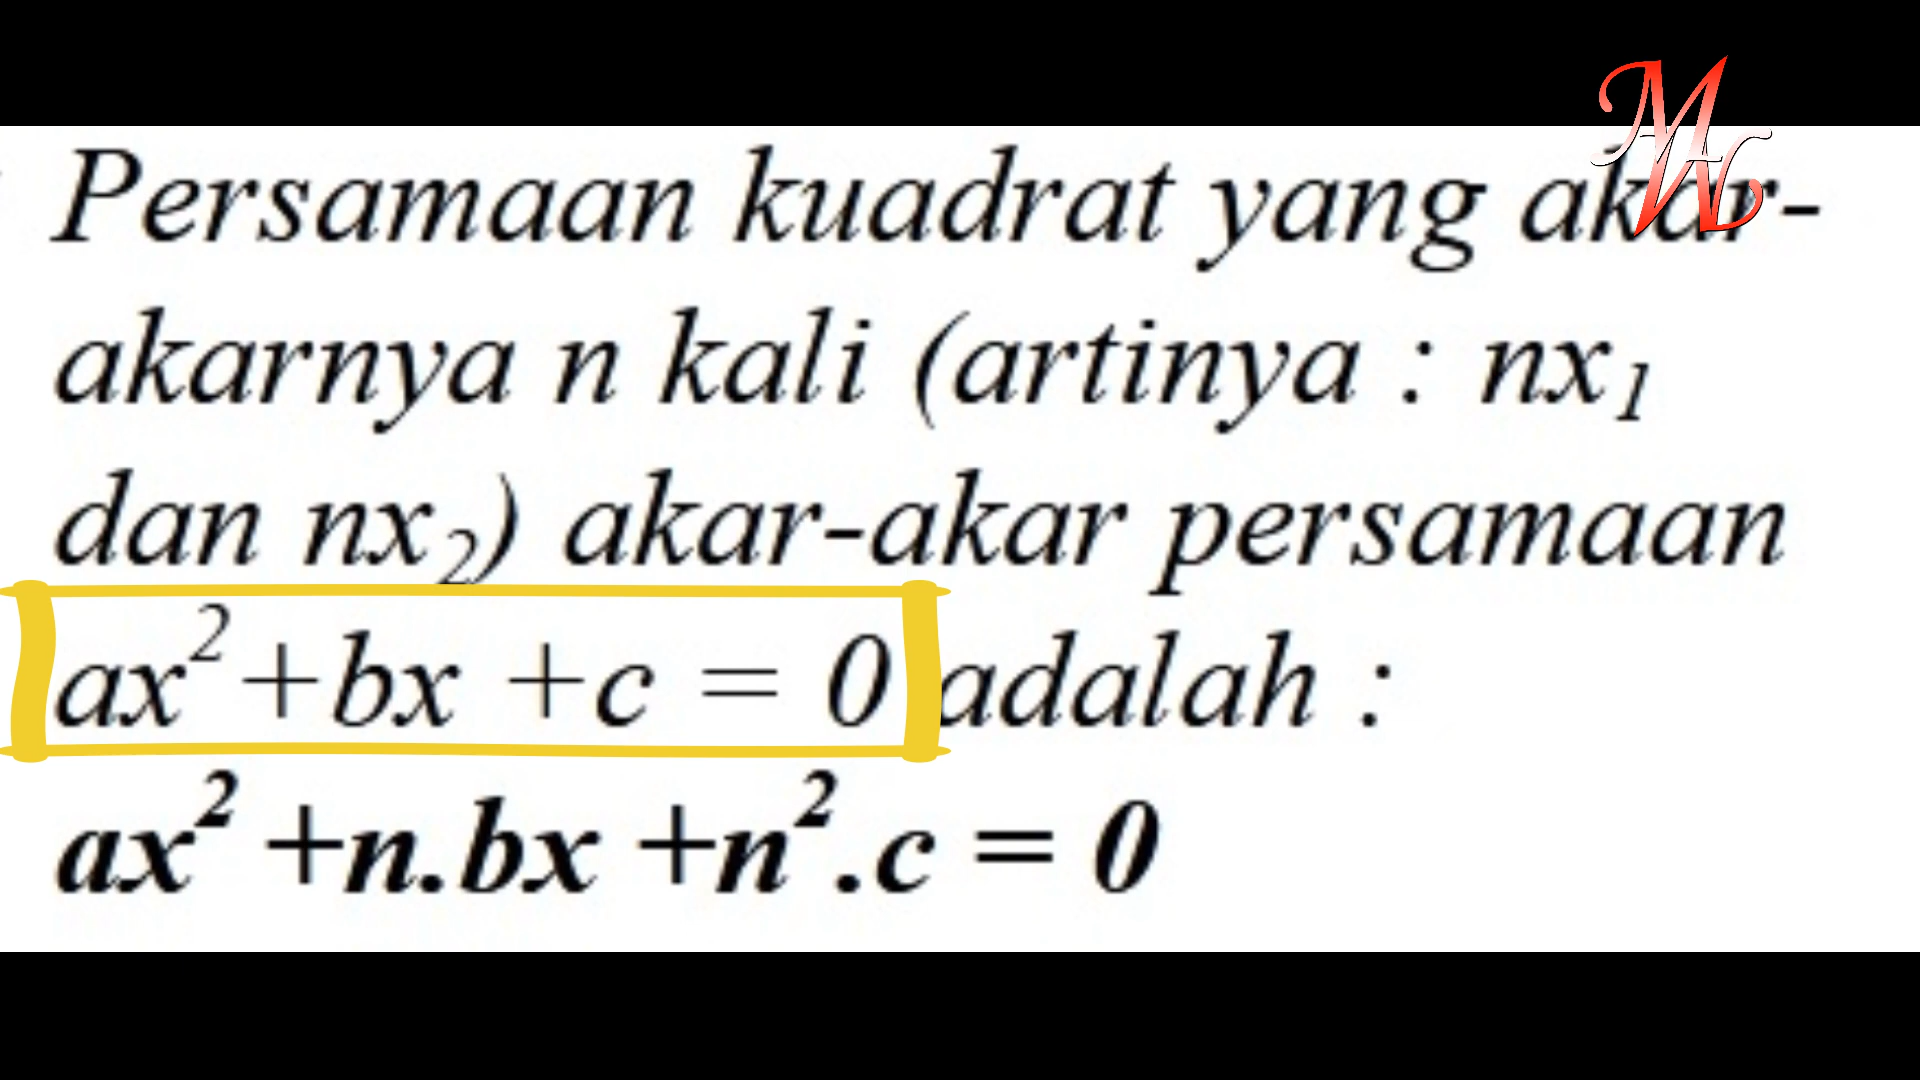 MW
Persamaan kuadrat yang akar-
akarnya n kali (artinya : nx₁
dan nx₂) akar-akar persamaan
ax²+bx +c = 0 adalah :
ax² +n.bx +n².c = 0